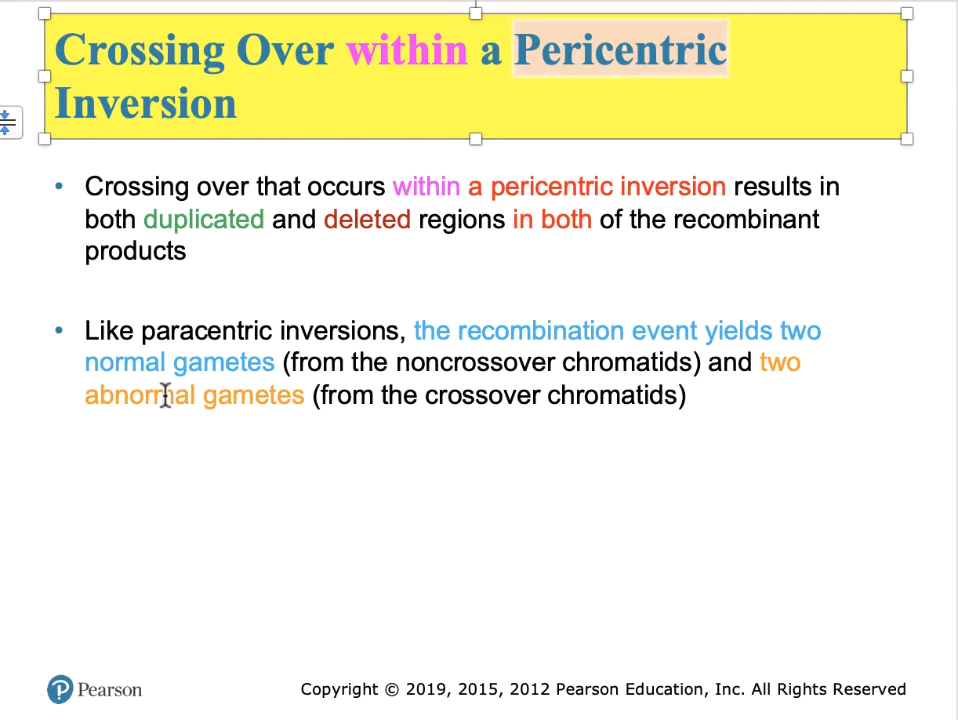 Crossing Over within a Pericentric
Inversion
• Crossing over that occurs within a pericentric inversion results in
both duplicated and deleted regions in both of the recombinant
products
• Like paracentric inversions, the recombination event yields two
normal gametes (from the noncrossover chromatids) and two
abnormal gametes (from the crossover chromatids)
Pearson
Copyright © 2019, 2015, 2012 Pearson Education, Inc. All Rights Reserved